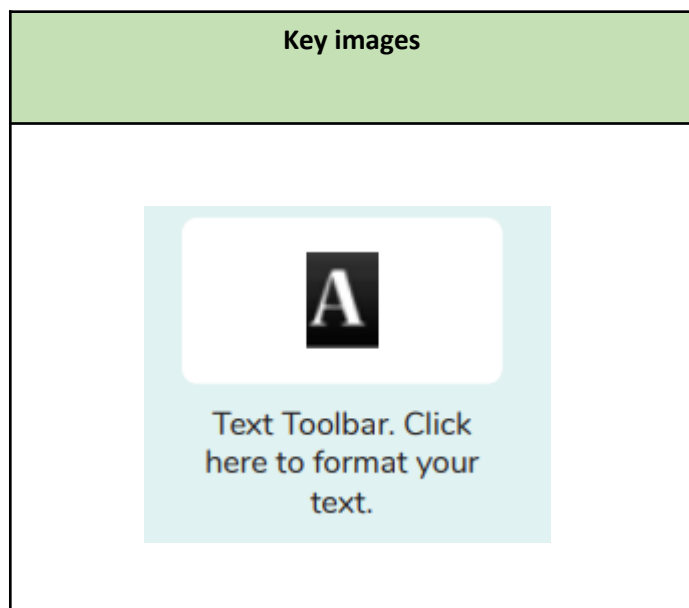 Key images
A
Text Toolbar. Click
here to format your
text.